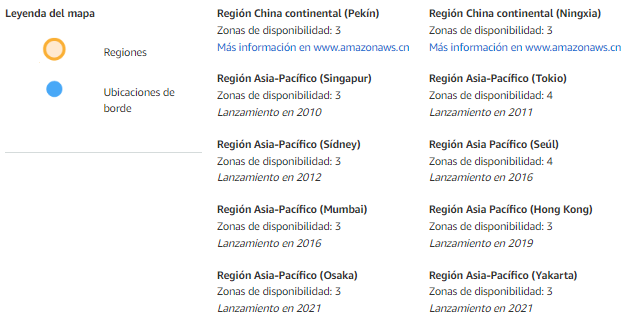 Leyenda del mapa
Regiones
Ubicaciones de
borde
Región China continental (Pekín)
Zonas de disponibilidad: 3
Más información en www.amazonaws.cn
Región China continental (Ningxia)
Zonas de disponibilidad: 3
Más información en www.amazonaws.cn
Región Asia-Pacífico (Singapur)
Zonas de disponibilidad: 3
Lanzamiento en 2010
Región Asia-Pacífico (Tokio)
Zonas de disponibilidad: 4
Lanzamiento en 2011
Región Asia-Pacífico (Sídney)
Zonas de disponibilidad: 3
Lanzamiento en 2012
Región Asia Pacífico (Seúl)
Zonas de disponibilidad: 4
Lanzamiento en 2016
Región Asia-Pacífico (Mumbai)
Zonas de disponibilidad: 3
Lanzamiento en 2016
Región Asia Pacífico (Hong Kong)
Zonas de disponibilidad: 3
Lanzamiento en 2019
Región Asia-Pacífico (Osaka)
Zonas de disponibilidad: 3
Lanzamiento en 2021
Región Asia-Pacífico (Yakarta)
Zonas de disponibilidad: 3
Lanzamiento en 2021